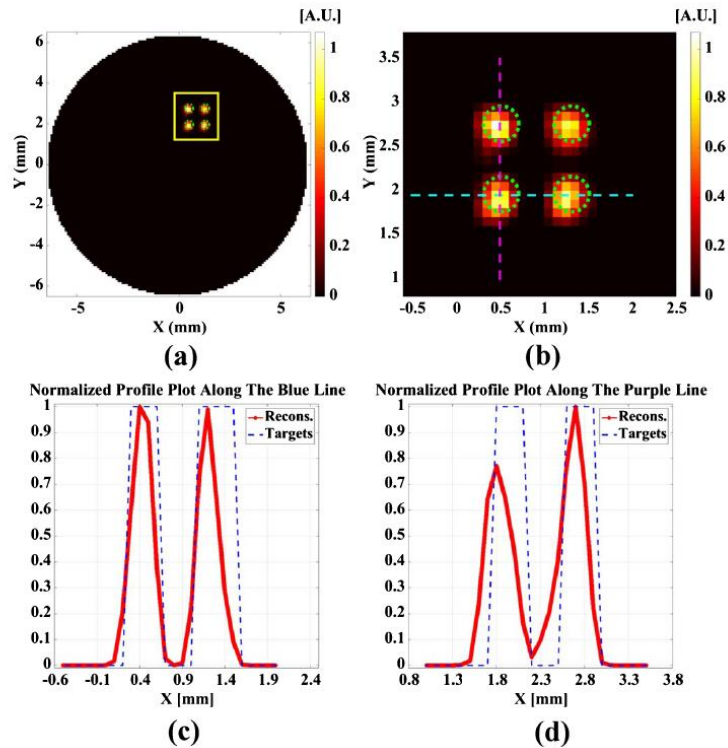 [A.U.]
1
0.8
0.6
0.4
0.2
0
6
4
2
0
-2
-4
-6
Y (mm)
-5 0 5
X (mm)
(a)
[A.U.]
1
0.8
0.6
0.4
0.2
0
3.5
3
2.5
2
1.5
1
Y (mm)
-0.5 0 0.5 1 1.5 2 2.5
X (mm)
(b)
Normalized Profile Plot Along The Blue Line
1
0.9
0.8
0.7
0.6
0.5
0.4
0.3
0.2
0.1
0
Recons.
Targets
-0.6 -0.1 0.4 0.9 1.4 1.9 2.4
X [mm]
(c)
Normalized Profile Plot Along The Purple Line
1
0.9
0.8
0.7
0.6
0.5
0.4
0.3
0.2
0.1
0
Recons.
Targets
0.8 1.3 1.8 2.3 2.8 3.3 3.8
X [mm]
(d)